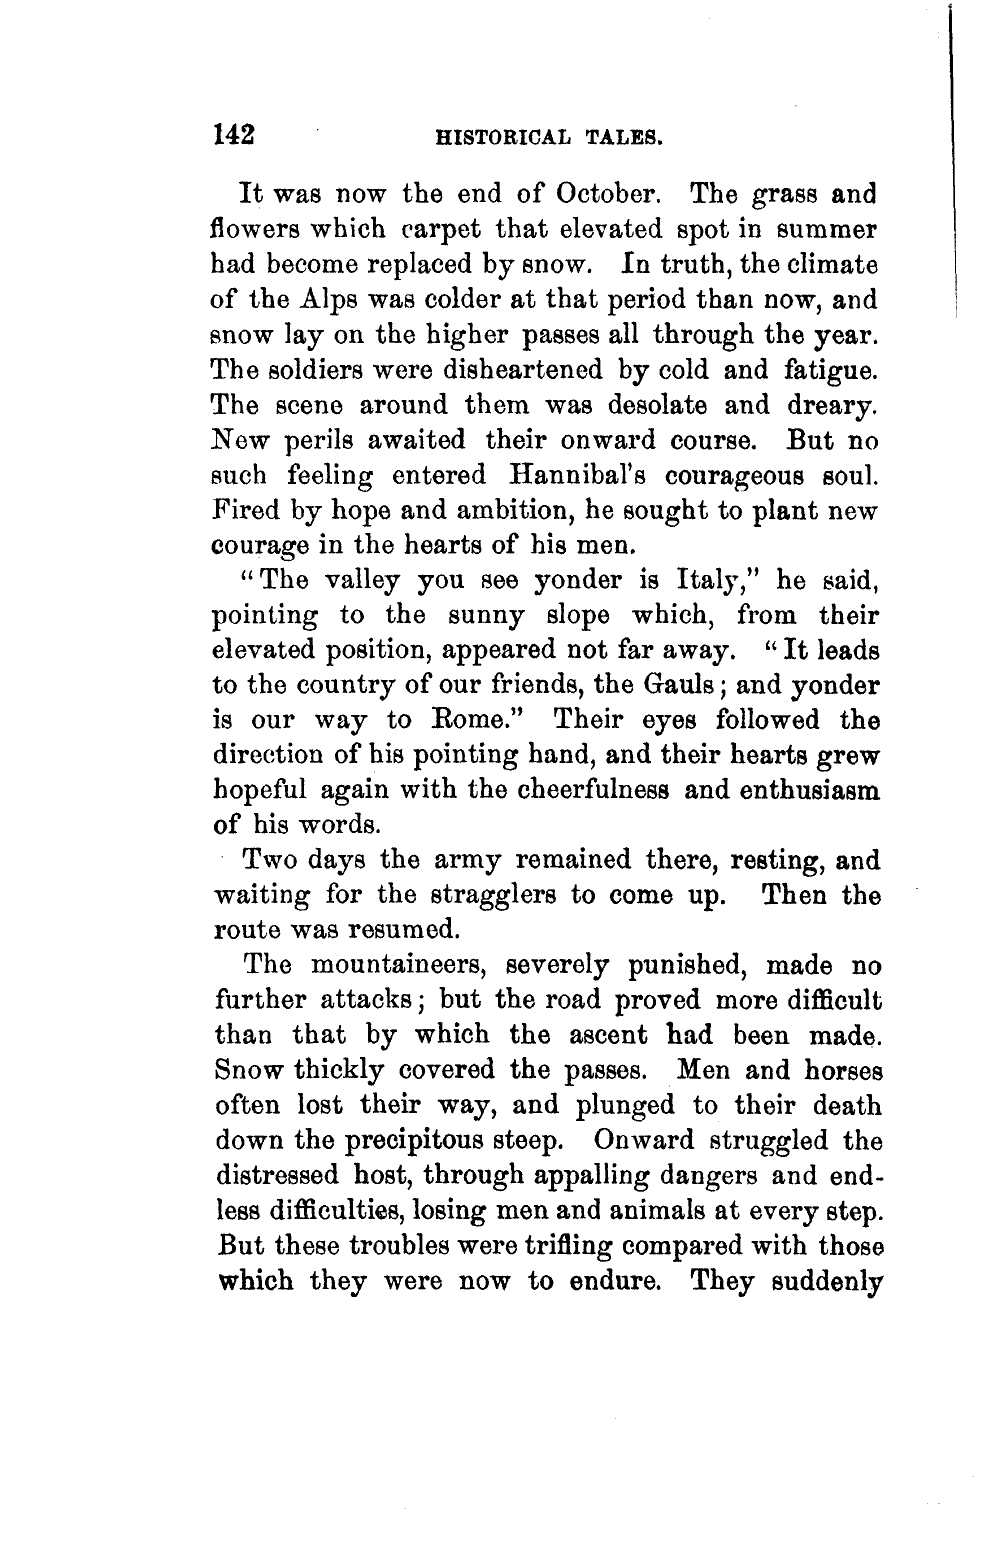 142 HISTORICAL TALES.
It was now the end of October. The grass and
flowers which carpet that elevated spot in summer
had become replaced by snow. In truth, the climate
of the Alps was colder at that period than now, and
snow lay on the higher passes all through the year.
The soldiers were disheartened by cold and fatigue.
The scene around them was desolate and dreary.
New perils awaited their onward course. But no
such feeling entered Hannibal's courageous soul.
Fired by hope and ambition, he sought to plant new
courage in the hearts of his men.
"The valley you see yonder is Italy," he said,
pointing to the sunny slope which, from their
elevated position, appeared not far away. "It leads
to the country of our friends, the Gauls; and yonder
is our way to Rome." Their eyes followed the
direction of his pointing hand, and their hearts grew
hopeful again with the cheerfulness and enthusiasm
of his words.
Two days the army remained there, resting, and
waiting for the stragglers to come up. Then the
route was resumed.
The mountaineers, severely punished, made no
further attacks; but the road proved more difficult
than that by which the ascent had been made.
Snow thickly covered the passes. Men and horses
often lost their way, and plunged to their death
down the precipitous steep. Onward struggled the
distressed host, through appalling dangers and end-
less difficulties, losing men and animals at every step.
But these troubles were trifling compared with those
which they were now to endure. They suddenly